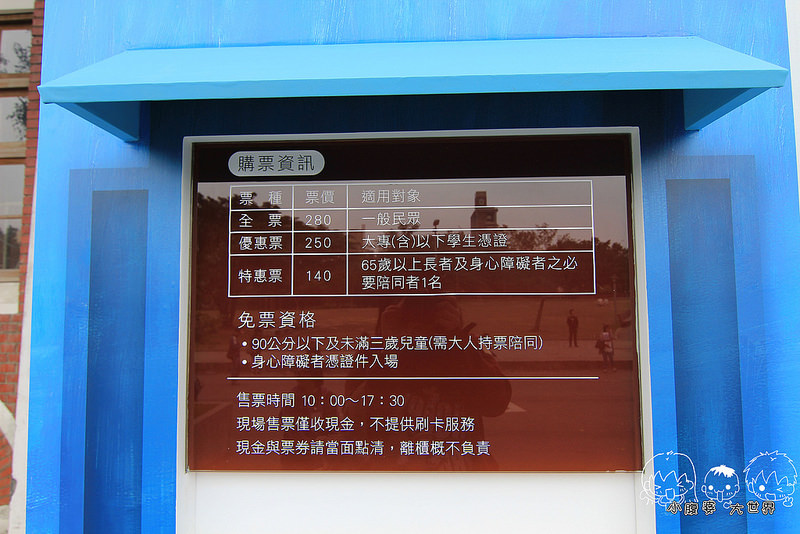 購票資訊
票 種 票價 適用對象
全 票 280 一般民眾
優惠票 250 大專(含)以下學生憑證
特惠票 140 65歲以上長者及身心障礙者之必
要陪同者1名
免票資格
•90公分以下及未滿三歲兒童(需大人持票陪同)
•身心障礙者憑證件入場
售票時間 10：00～17：30
現場售票僅收現金，不提供刷卡服務
現金與票券請當面點清，離櫃概不負責
小腹婆 大世界